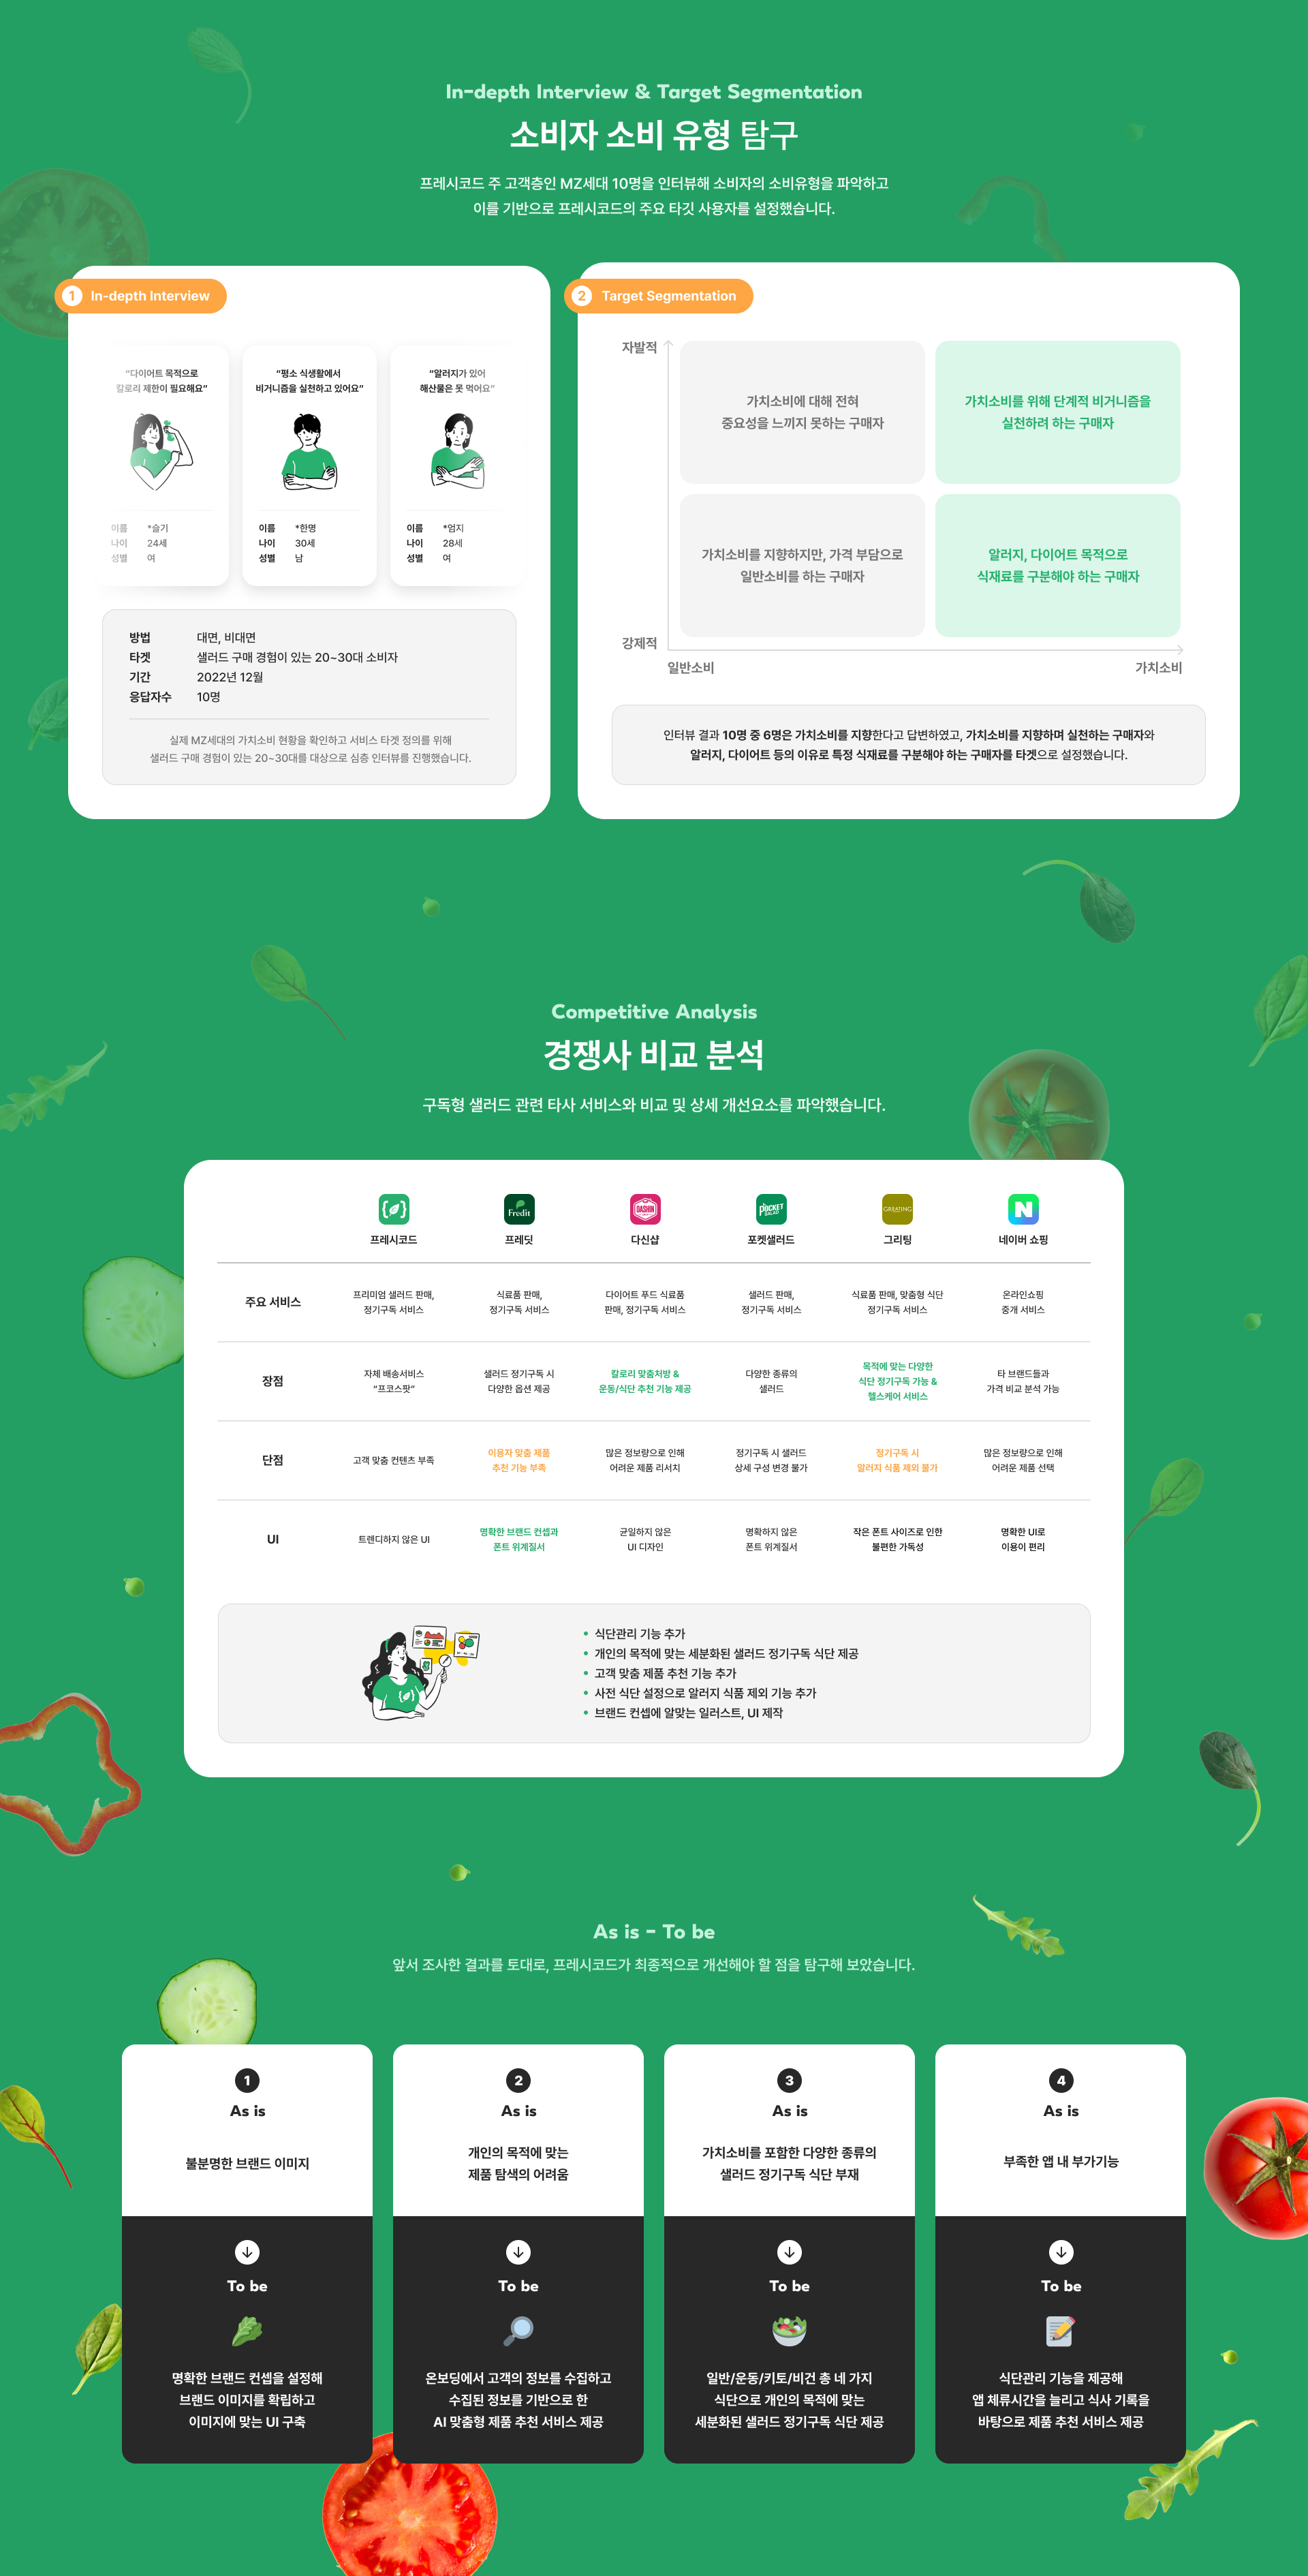 In-depth Interview & Target Segmentation
소비자 소비 유형 탐구
프레시코드 주 고객층인 MZ세대 10명을 인터뷰해 소비자의 소비유형을 파악하고
이를 기반으로 프레시코드의 주요 타깃 사용자를 설정했습니다.
1 In-depth Interview
“다이어트 목적으로
칼로리 제한이 필요해요”
이름 *슬기
나이 24세
성별 여
“평소 식생활에서
비거니즘을 실천하고 있어요”
이름 *한명
나이 30세
성별 남
“알러지가 있어
해산물은 못 먹어요”
이름 *엄지
나이 28세
성별 여
방법 대면, 비대면
타겟 샐러드 구매 경험이 있는 20~30대 소비자
기간 2022년 12월
응답자수 10명
실제 MZ세대의 가치소비 현황을 확인하고 서비스 타겟 정의를 위해
샐러드 구매 경험이 있는 20~30대를 대상으로 심층 인터뷰를 진행했습니다.
2 Target Segmentation
자발적
가치소비에 대해 전혀
중요성을 느끼지 못하는 구매자
가치소비를 위해 단계적 비거니즘을
실천하려 하는 구매자
가치소비를 지향하지만, 가격 부담으로
일반소비를 하는 구매자
알러지, 다이어트 목적으로
식재료를 구분해야 하는 구매자
강제적
일반소비 가치소비
인터뷰 결과 10명 중 6명은 가치소비를 지향한다고 답변하였고, 가치소비를 지향하며 실천하는 구매자와
알러지, 다이어트 등의 이유로 특정 식재료를 구분해야 하는 구매자를 타겟으로 설정했습니다.
Competitive Analysis
경쟁사 비교 분석
구독형 샐러드 관련 타사 서비스와 비교 및 상세 개선요소를 파악했습니다.
Fredit
DASHIN
POCKET
SALAD
GREATING
N
프레시코드 프레딧 다신샵 포켓샐러드 그리팅 네이버 쇼핑
주요 서비스
프리미엄 샐러드 판매,
정기구독 서비스
식료품 판매,
정기구독 서비스
다이어트 푸드 식료품
판매, 정기구독 서비스
샐러드 판매,
정기구독 서비스
식료품 판매, 맞춤형 식단
정기구독 서비스
온라인쇼핑
중개 서비스
장점
자체 배송서비스
“프코스팟”
샐러드 정기구독 시
다양한 옵션 제공
칼로리 맞춤처방 &
운동/식단 추천 기능 제공
다양한 종류의
샐러드
목적에 맞는 다양한
식단 정기구독 가능 &
헬스케어 서비스
타 브랜드들과
가격 비교 분석 가능
단점
고객 맞춤 컨텐츠 부족
이용자 맞춤 제품
추천 기능 부족
많은 정보량으로 인해
어려운 제품 리서치
정기구독 시 샐러드
상세 구성 변경 불가
정기구독 시
알러지 식품 제외 불가
많은 정보량으로 인해
어려운 제품 선택
UI
트렌디하지 않은 UI
명확한 브랜드 컨셉과
폰트 위계질서
균일하지 않은
UI 디자인
명확하지 않은
폰트 위계질서
작은 폰트 사이즈로 인한
불편한 가독성
명확한 UI로
이용이 편리
• 식단관리 기능 추가
• 개인의 목적에 맞는 세분화된 샐러드 정기구독 식단 제공
• 고객 맞춤 제품 추천 기능 추가
• 사전 식단 설정으로 알러지 식품 제외 기능 추가
• 브랜드 컨셉에 알맞는 일러스트, UI 제작
As is - To be
앞서 조사한 결과를 토대로, 프레시코드가 최종적으로 개선해야 할 점을 탐구해 보았습니다.
1
As is
불분명한 브랜드 이미지
To be
명확한 브랜드 컨셉을 설정해
브랜드 이미지를 확립하고
이미지에 맞는 UI 구축
2
As is
개인의 목적에 맞는
제품 탐색의 어려움
To be
온보딩에서 고객의 정보를 수집하고
수집된 정보를 기반으로 한
AI 맞춤형 제품 추천 서비스 제공
3
As is
가치소비를 포함한 다양한 종류의
샐러드 정기구독 식단 부재
To be
일반/운동/키토/비건 총 네 가지
식단으로 개인의 목적에 맞는
세분화된 샐러드 정기구독 식단 제공
4
As is
부족한 앱 내 부가기능
To be
식단관리 기능을 제공해
앱 체류시간을 늘리고 식사 기록을
바탕으로 제품 추천 서비스 제공